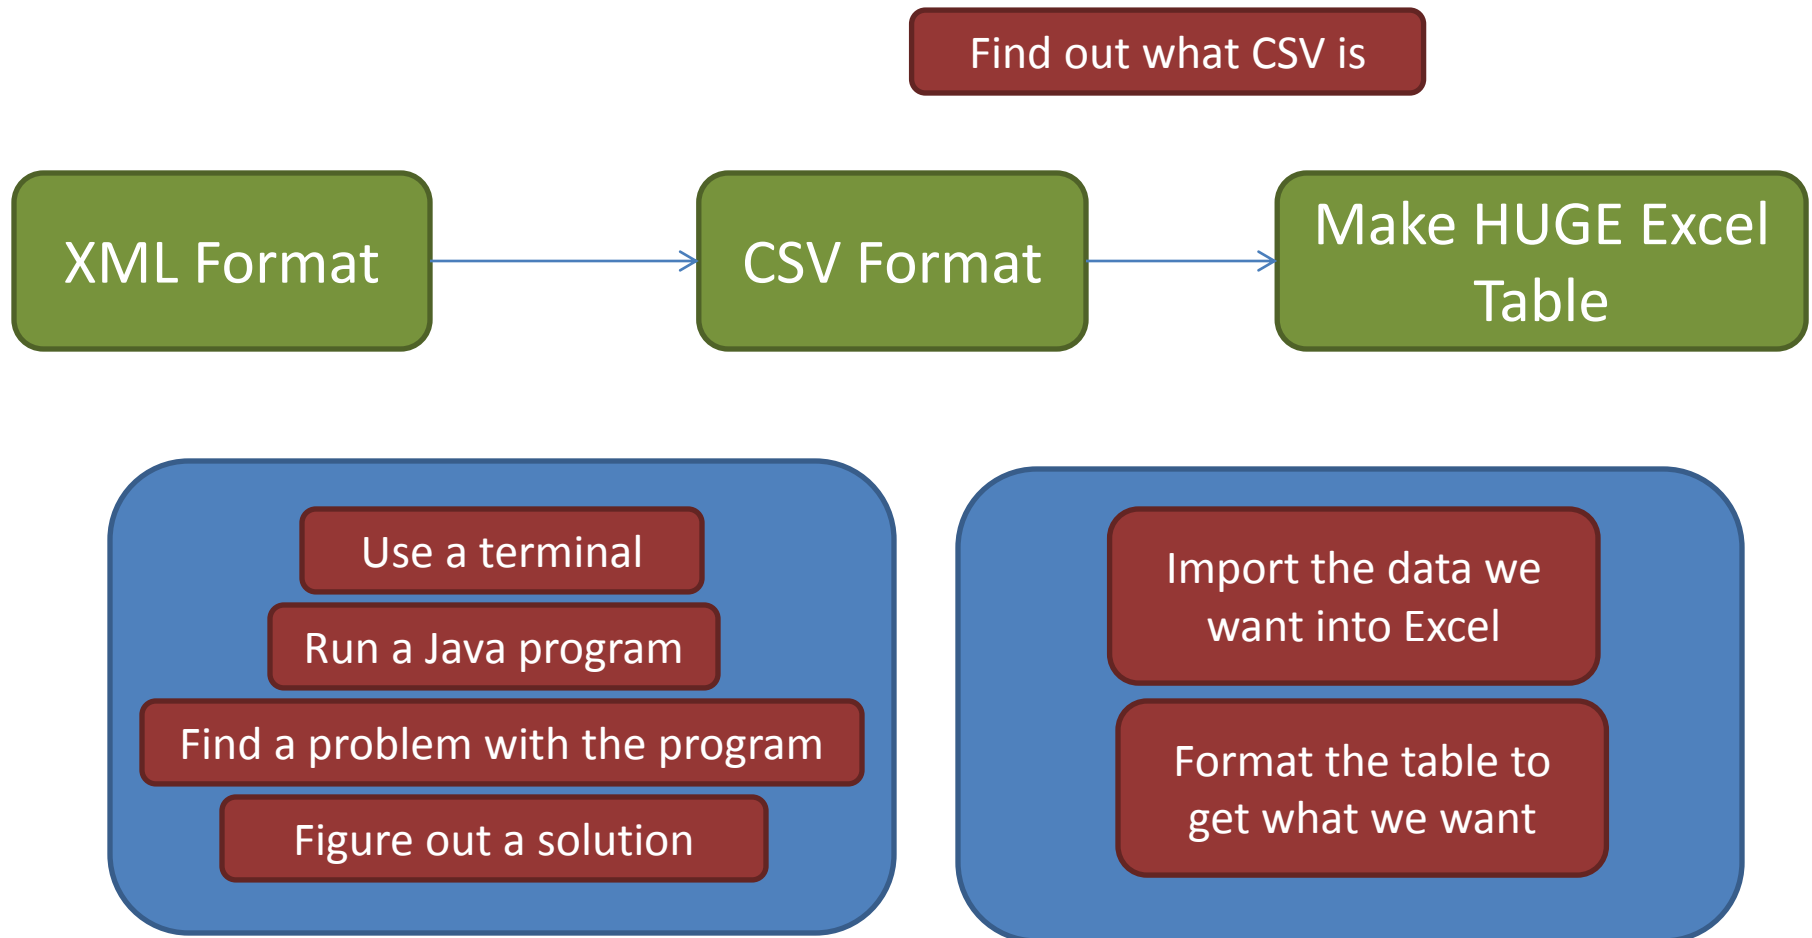 Find out what CSV is
XML Format
CSV Format
Make HUGE Excel
Table
Use a terminal
Run a Java program
Find a problem with the program
Figure out a solution
Import the data we
want into Excel
Format the table to
get what we want